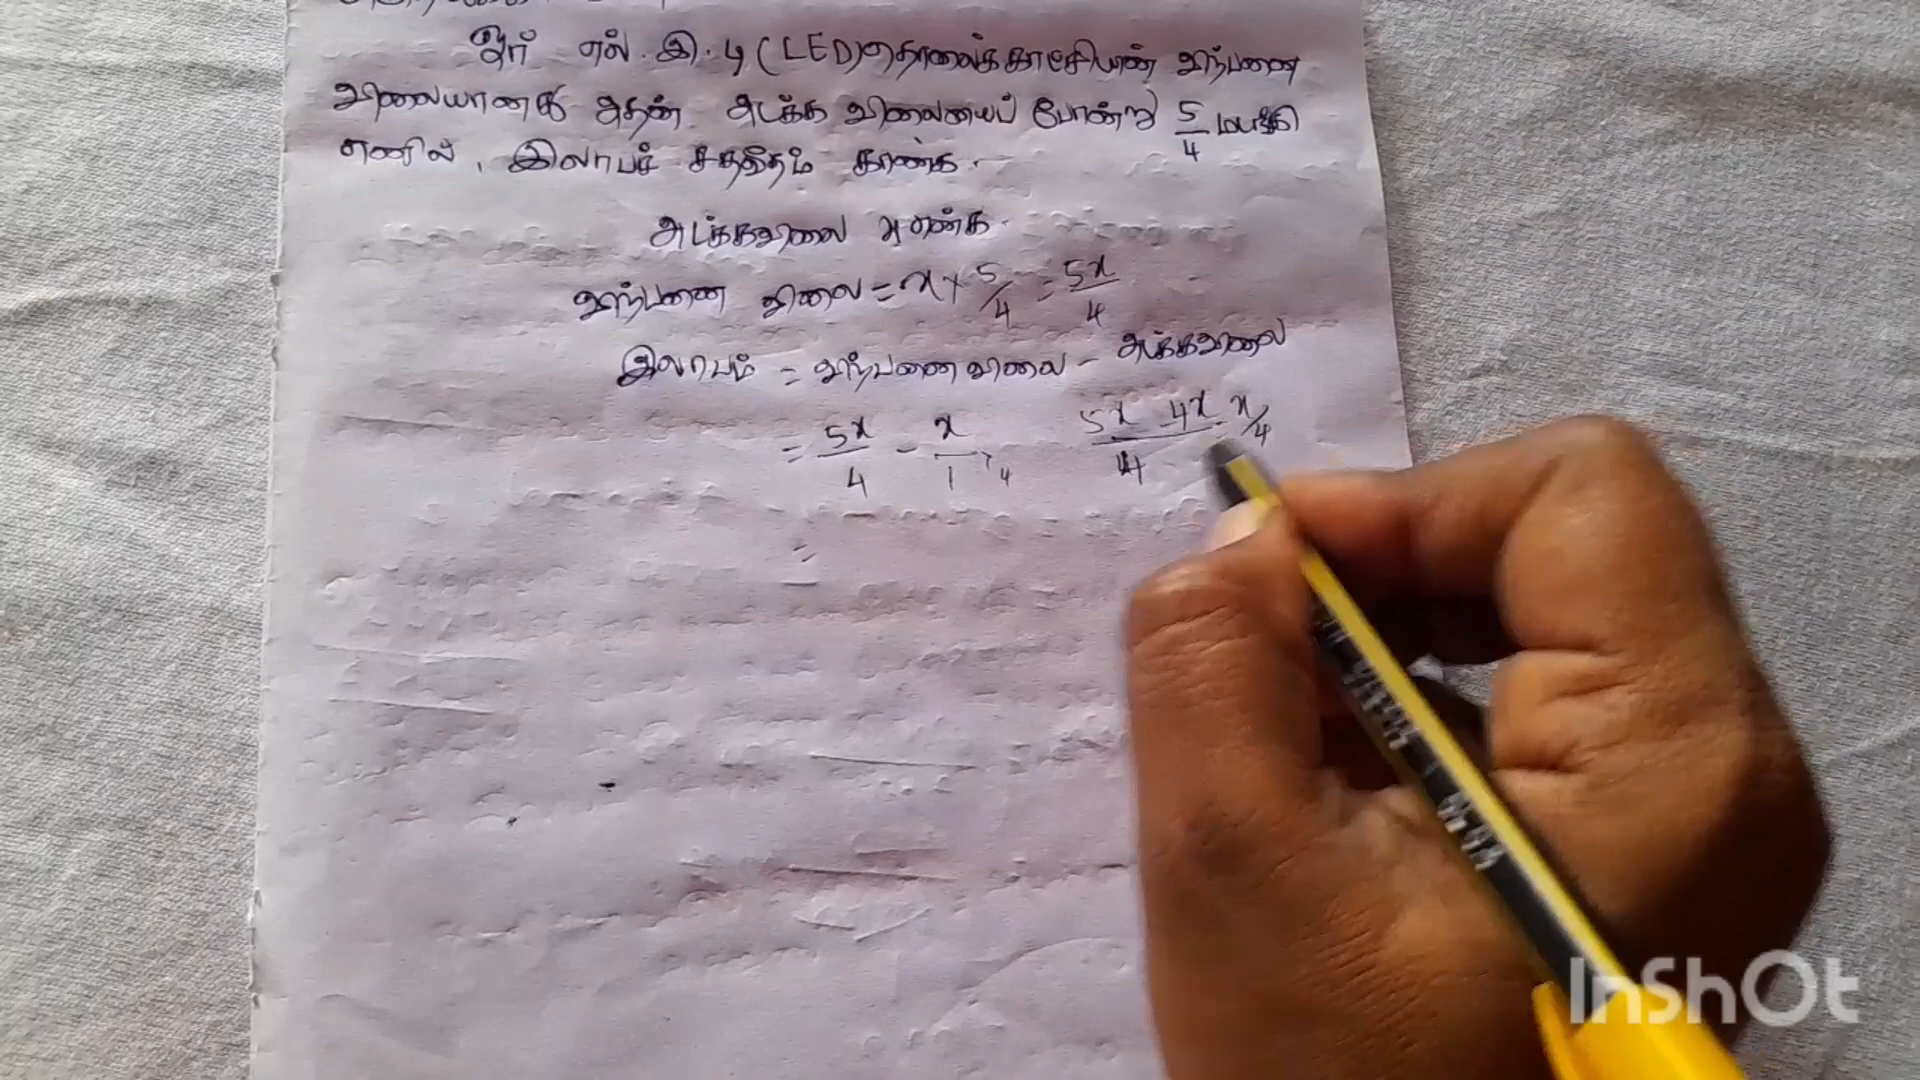 ஓர் எல்.இ.டி (LED) தொலைக்காட்சியின் விற்பனை
விலையானது அதன் அடக்க விலையைப் போன்று 5/4 மடங்கு
எனில், இலாபச் சதவீதம் காண்க.
அடக்கவிலை x என்க.
விற்பனை விலை = x × 5/4 = 5x/4
இலாபம் = விற்பனைவிலை - அடக்கவிலை
= 5x/4 - x/1 ×4 5x 4x/4 = x/4
=
InShOt